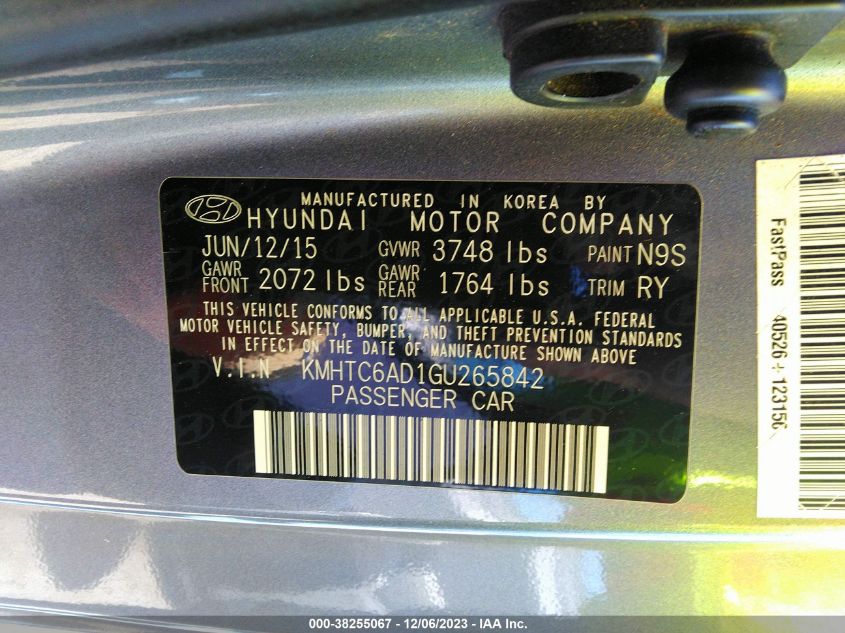 MANUFACTURED IN KOREA BY
HYUNDAI MOTOR COMPANY
JUN/12/15 GVWR 3748 lbs PAINT N9S
GAWR FRONT 2072 lbs GAWR REAR 1764 lbs TRIM RY
THIS VEHICLE CONFORMS TO ALL APPLICABLE U.S.A. FEDERAL
MOTOR VEHICLE SAFETY, BUMPER, AND THEFT PREVENTION STANDARDS
IN EFFECT ON THE DATE OF MANUFACTURE SHOWN ABOVE
V.I.N KMHTC6AD1GU265842
PASSENGER CAR
FastPass 40526 + 123156
000-38255067 - 12/06/2023 - IAA Inc.